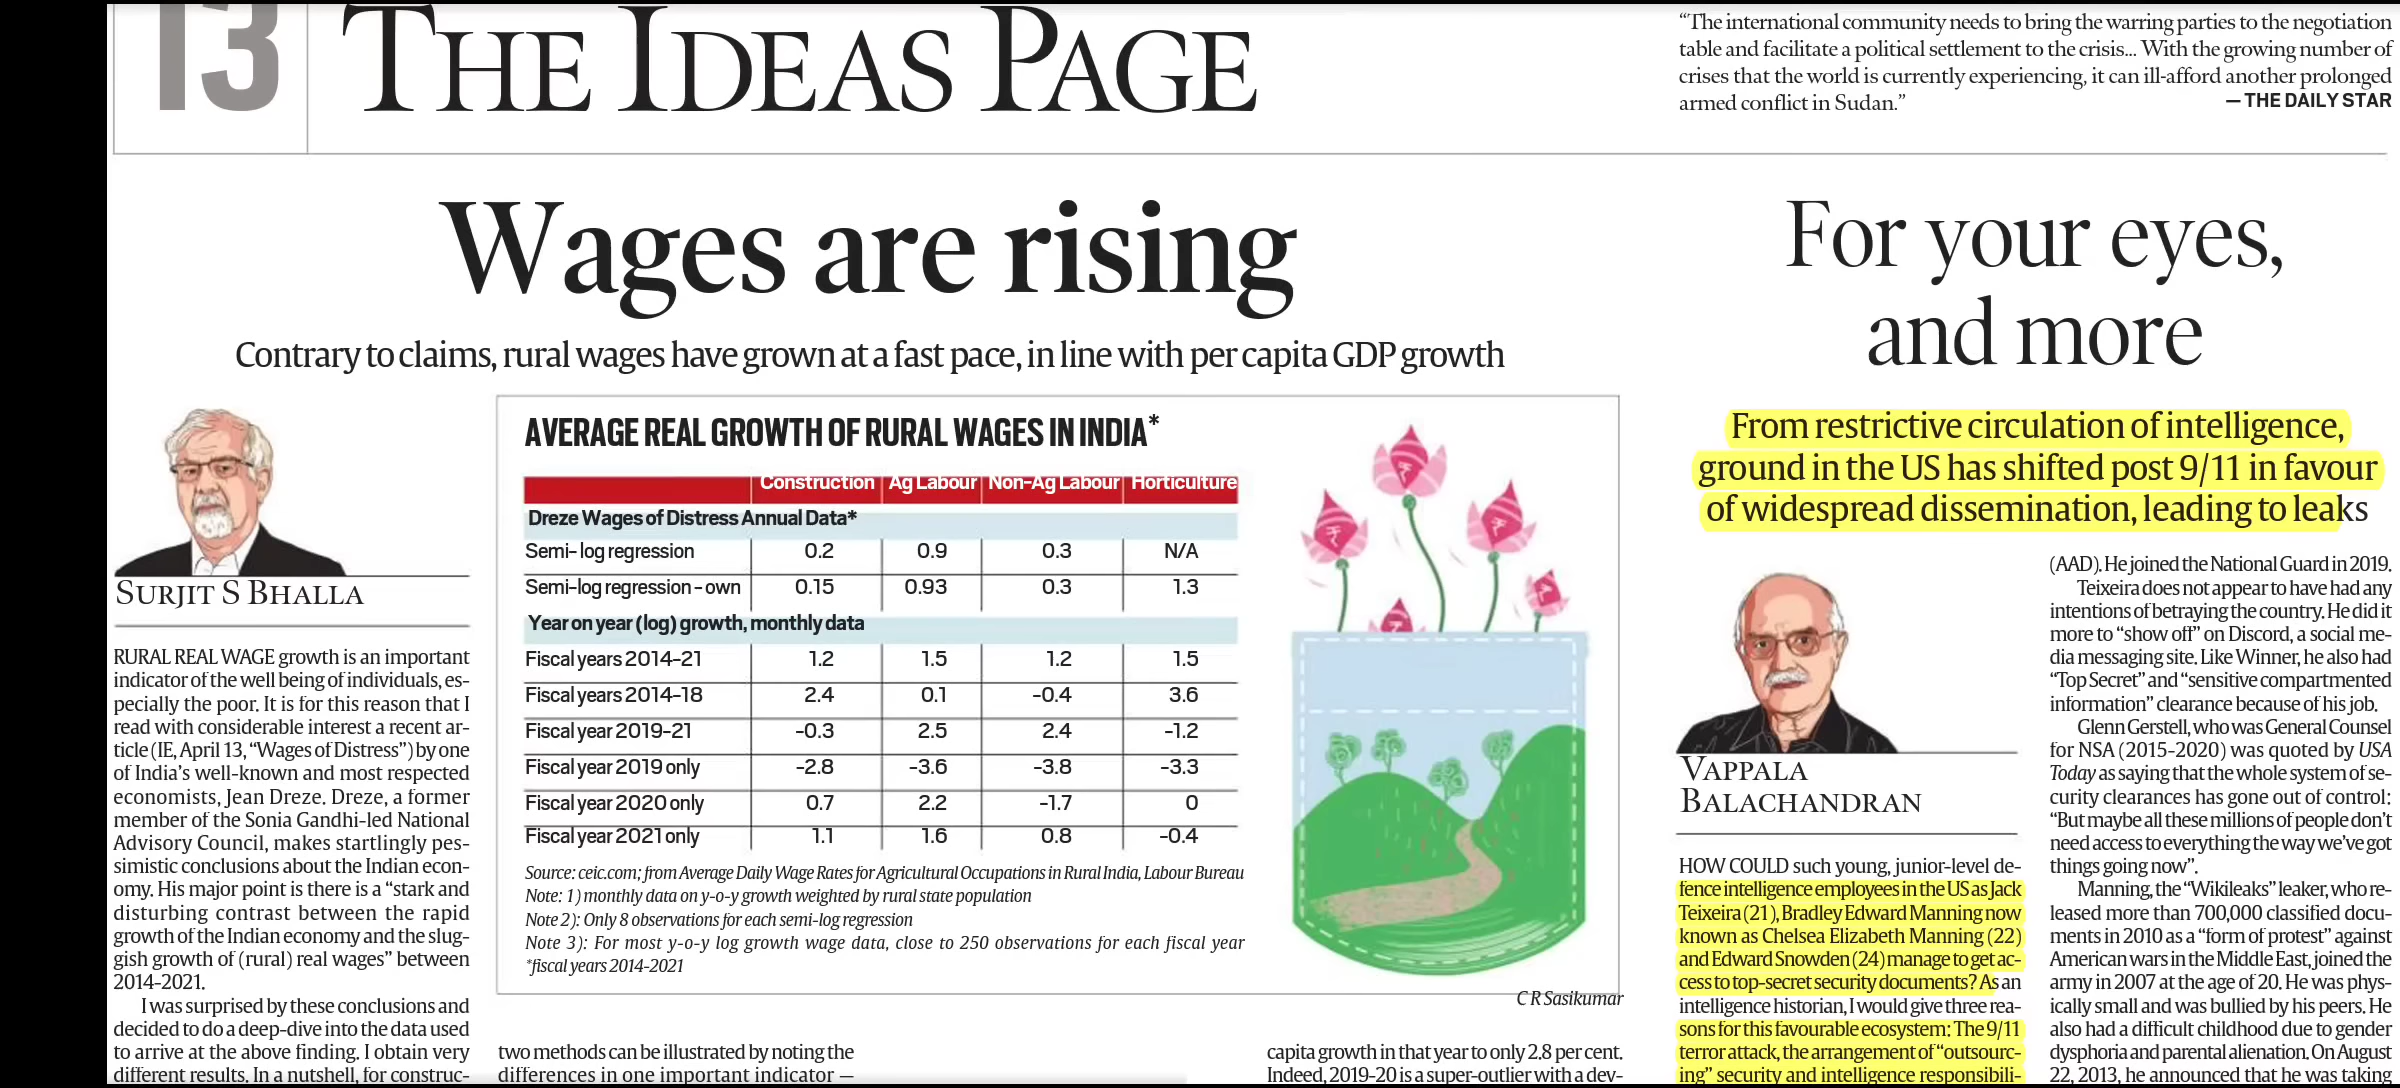 13
THE IDEAS PAGE
“The international community needs to bring the warring parties to the negotiation
table and facilitate a political settlement to the crisis... With the growing number of
crises that the world is currently experiencing, it can ill-afford another prolonged
armed conflict in Sudan.”
— THE DAILY STAR
Wages are rising
Contrary to claims, rural wages have grown at a fast pace, in line with per capita GDP growth
SURJIT S BHALLA
RURAL REAL WAGE growth is an important
indicator of the well being of individuals, es-
pecially the poor. It is for this reason that I
read with considerable interest a recent ar-
ticle (IE, April 13, “Wages of Distress”) by one
of India’s well-known and most respected
economists, Jean Dreze. Dreze, a former
member of the Sonia Gandhi-led National
Advisory Council, makes startlingly pes-
simistic conclusions about the Indian econ-
omy. His major point is there is a “stark and
disturbing contrast between the rapid
growth of the Indian economy and the slug-
gish growth of (rural) real wages” between
2014-2021.
I was surprised by these conclusions and
decided to do a deep-dive into the data used
to arrive at the above finding. I obtain very
different results. In a nutshell, for construc-
AVERAGE REAL GROWTH OF RURAL WAGES IN INDIA*
Construction Ag Labour Non-Ag Labour Horticulture
Dreze Wages of Distress Annual Data*
Semi- log regression 0.2 0.9 0.3 N/A
Semi-log regression - own 0.15 0.93 0.3 1.3
Year on year (log) growth, monthly data
Fiscal years 2014-21 1.2 1.5 1.2 1.5
Fiscal years 2014-18 2.4 0.1 -0.4 3.6
Fiscal year 2019-21 -0.3 2.5 2.4 -1.2
Fiscal year 2019 only -2.8 -3.6 -3.8 -3.3
Fiscal year 2020 only 0.7 2.2 -1.7 0
Fiscal year 2021 only 1.1 1.6 0.8 -0.4
Source: ceic.com; from Average Daily Wage Rates for Agricultural Occupations in Rural India, Labour Bureau
Note: 1) monthly data on y-o-y growth weighted by rural state population
Note 2): Only 8 observations for each semi-log regression
Note 3): For most y-o-y log growth wage data, close to 250 observations for each fiscal year
*fiscal years 2014-2021
₹
₹
₹
₹
C R Sasikumar
two methods can be illustrated by noting the
differences in one important indicator —
capita growth in that year to only 2.8 per cent.
Indeed, 2019-20 is a super-outlier with a dev-
For your eyes,
and more
From restrictive circulation of intelligence,
ground in the US has shifted post 9/11 in favour
of widespread dissemination, leading to leaks
VAPPALA
BALACHANDRAN
HOW COULD such young, junior-level de-
fence intelligence employees in the US as Jack
Teixeira (21), Bradley Edward Manning now
known as Chelsea Elizabeth Manning (22)
and Edward Snowden (24) manage to get ac-
cess to top-secret security documents? As an
intelligence historian, I would give three rea-
sons for this favourable ecosystem: The 9/11
terror attack, the arrangement of “outsourc-
ing” security and intelligence responsibili-
(AAD). He joined the National Guard in 2019.
Teixeira does not appear to have had any
intentions of betraying the country. He did it
more to “show off” on Discord, a social me-
dia messaging site. Like Winner, he also had
“Top Secret” and “sensitive compartmented
information” clearance because of his job.
Glenn Gerstell, who was General Counsel
for NSA (2015-2020) was quoted by USA
Today as saying that the whole system of se-
curity clearances has gone out of control:
“But maybe all these millions of people don’t
need access to everything the way we’ve got
things going now”.
Manning, the “Wikileaks” leaker, who re-
leased more than 700,000 classified docu-
ments in 2010 as a “form of protest” against
American wars in the Middle East, joined the
army in 2007 at the age of 20. He was phys-
ically small and was bullied by his peers. He
also had a difficult childhood due to gender
dysphoria and parental alienation. On August
22, 2013, he announced that he was taking